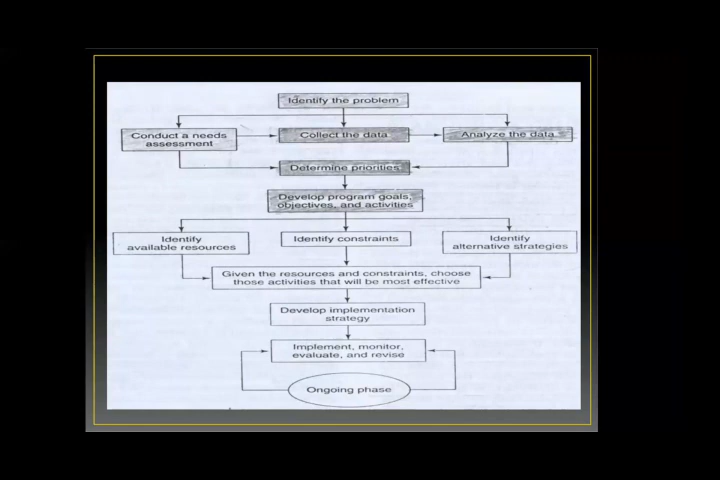 Identify the problem
Conduct a needs
assessment
Collect the data
Analyze the data
Determine priorities
Develop program goals,
objectives, and activities
Identify
available resources
Identify constraints
Identify
alternative strategies
Given the resources and constraints, choose
those activities that will be most effective
Develop implementation
strategy
Implement, monitor,
evaluate, and revise
Ongoing phase